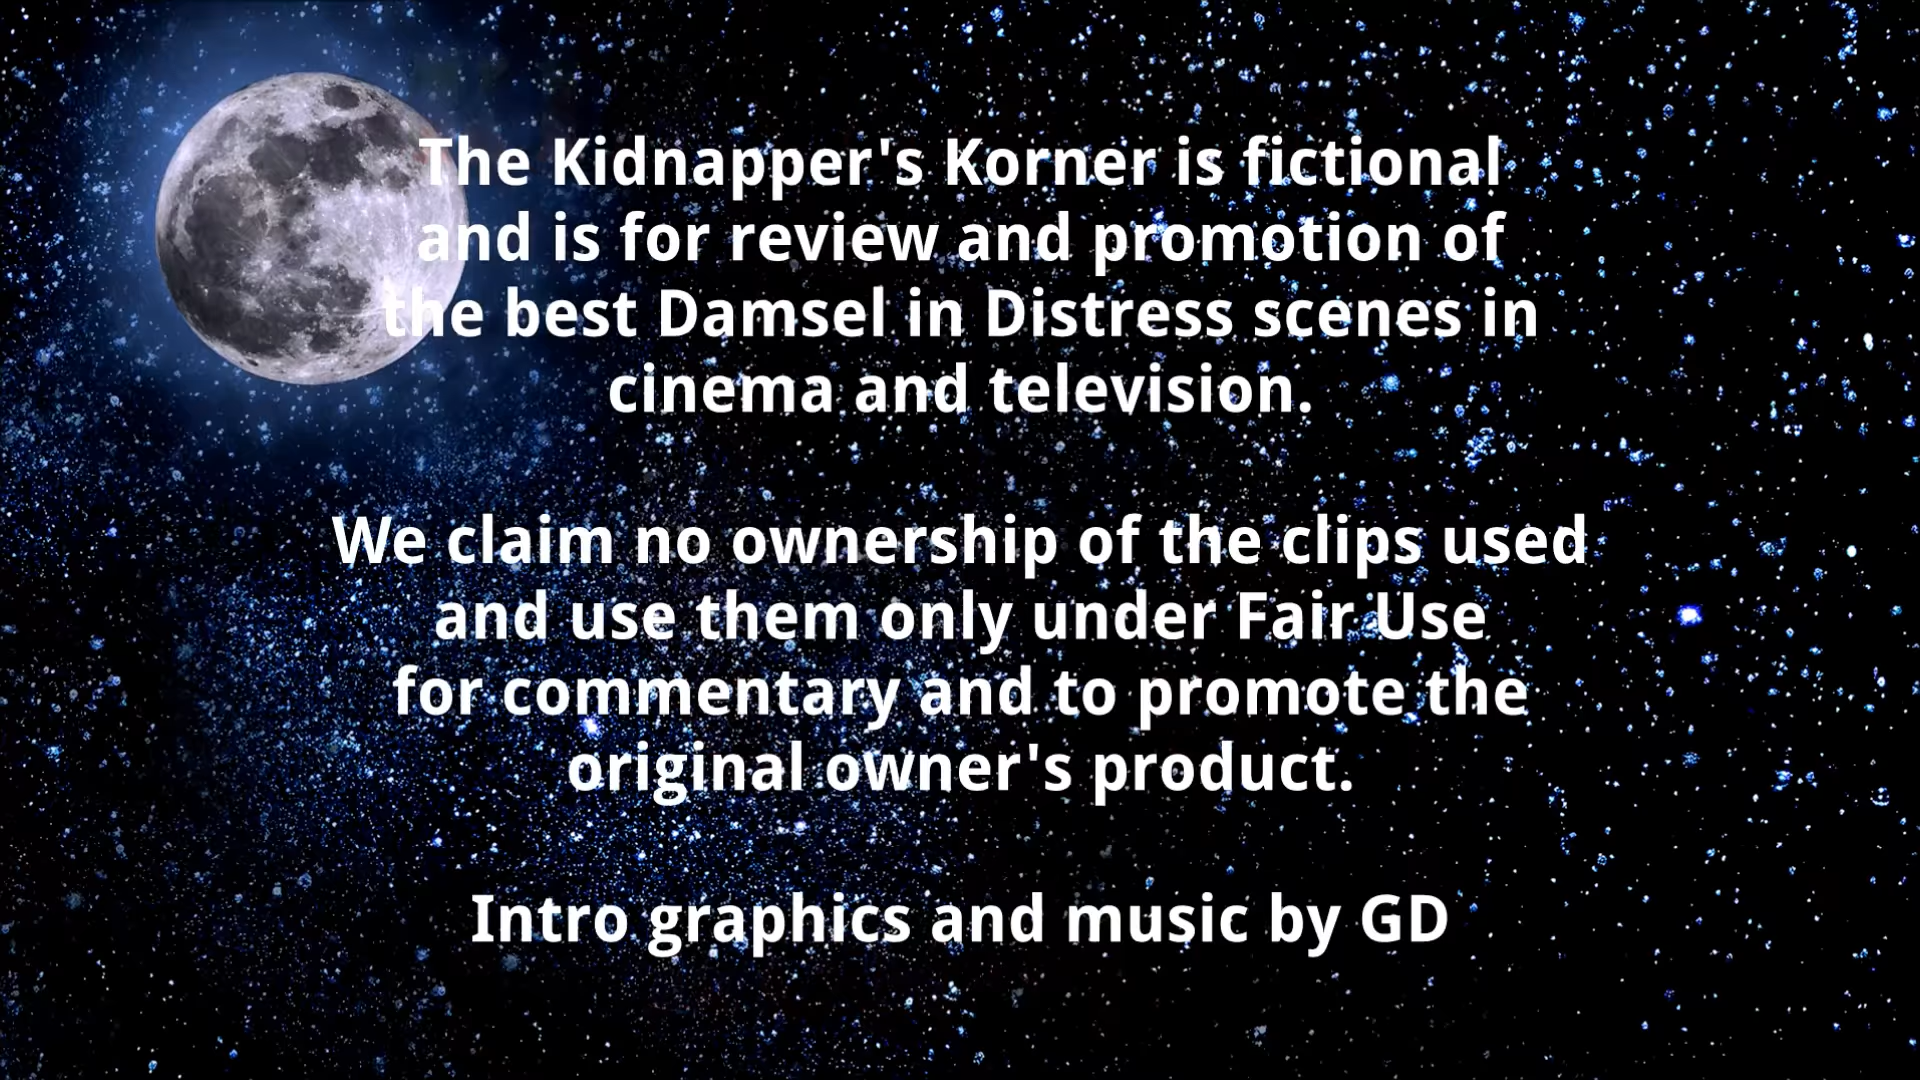 The Kidnapper's Korner is fictional
and is for review and promotion of
the best Damsel in Distress scenes in
cinema and television.
We claim no ownership of the clips used
and use them only under Fair Use
for commentary and to promote the
original owner's product.
Intro graphics and music by GD